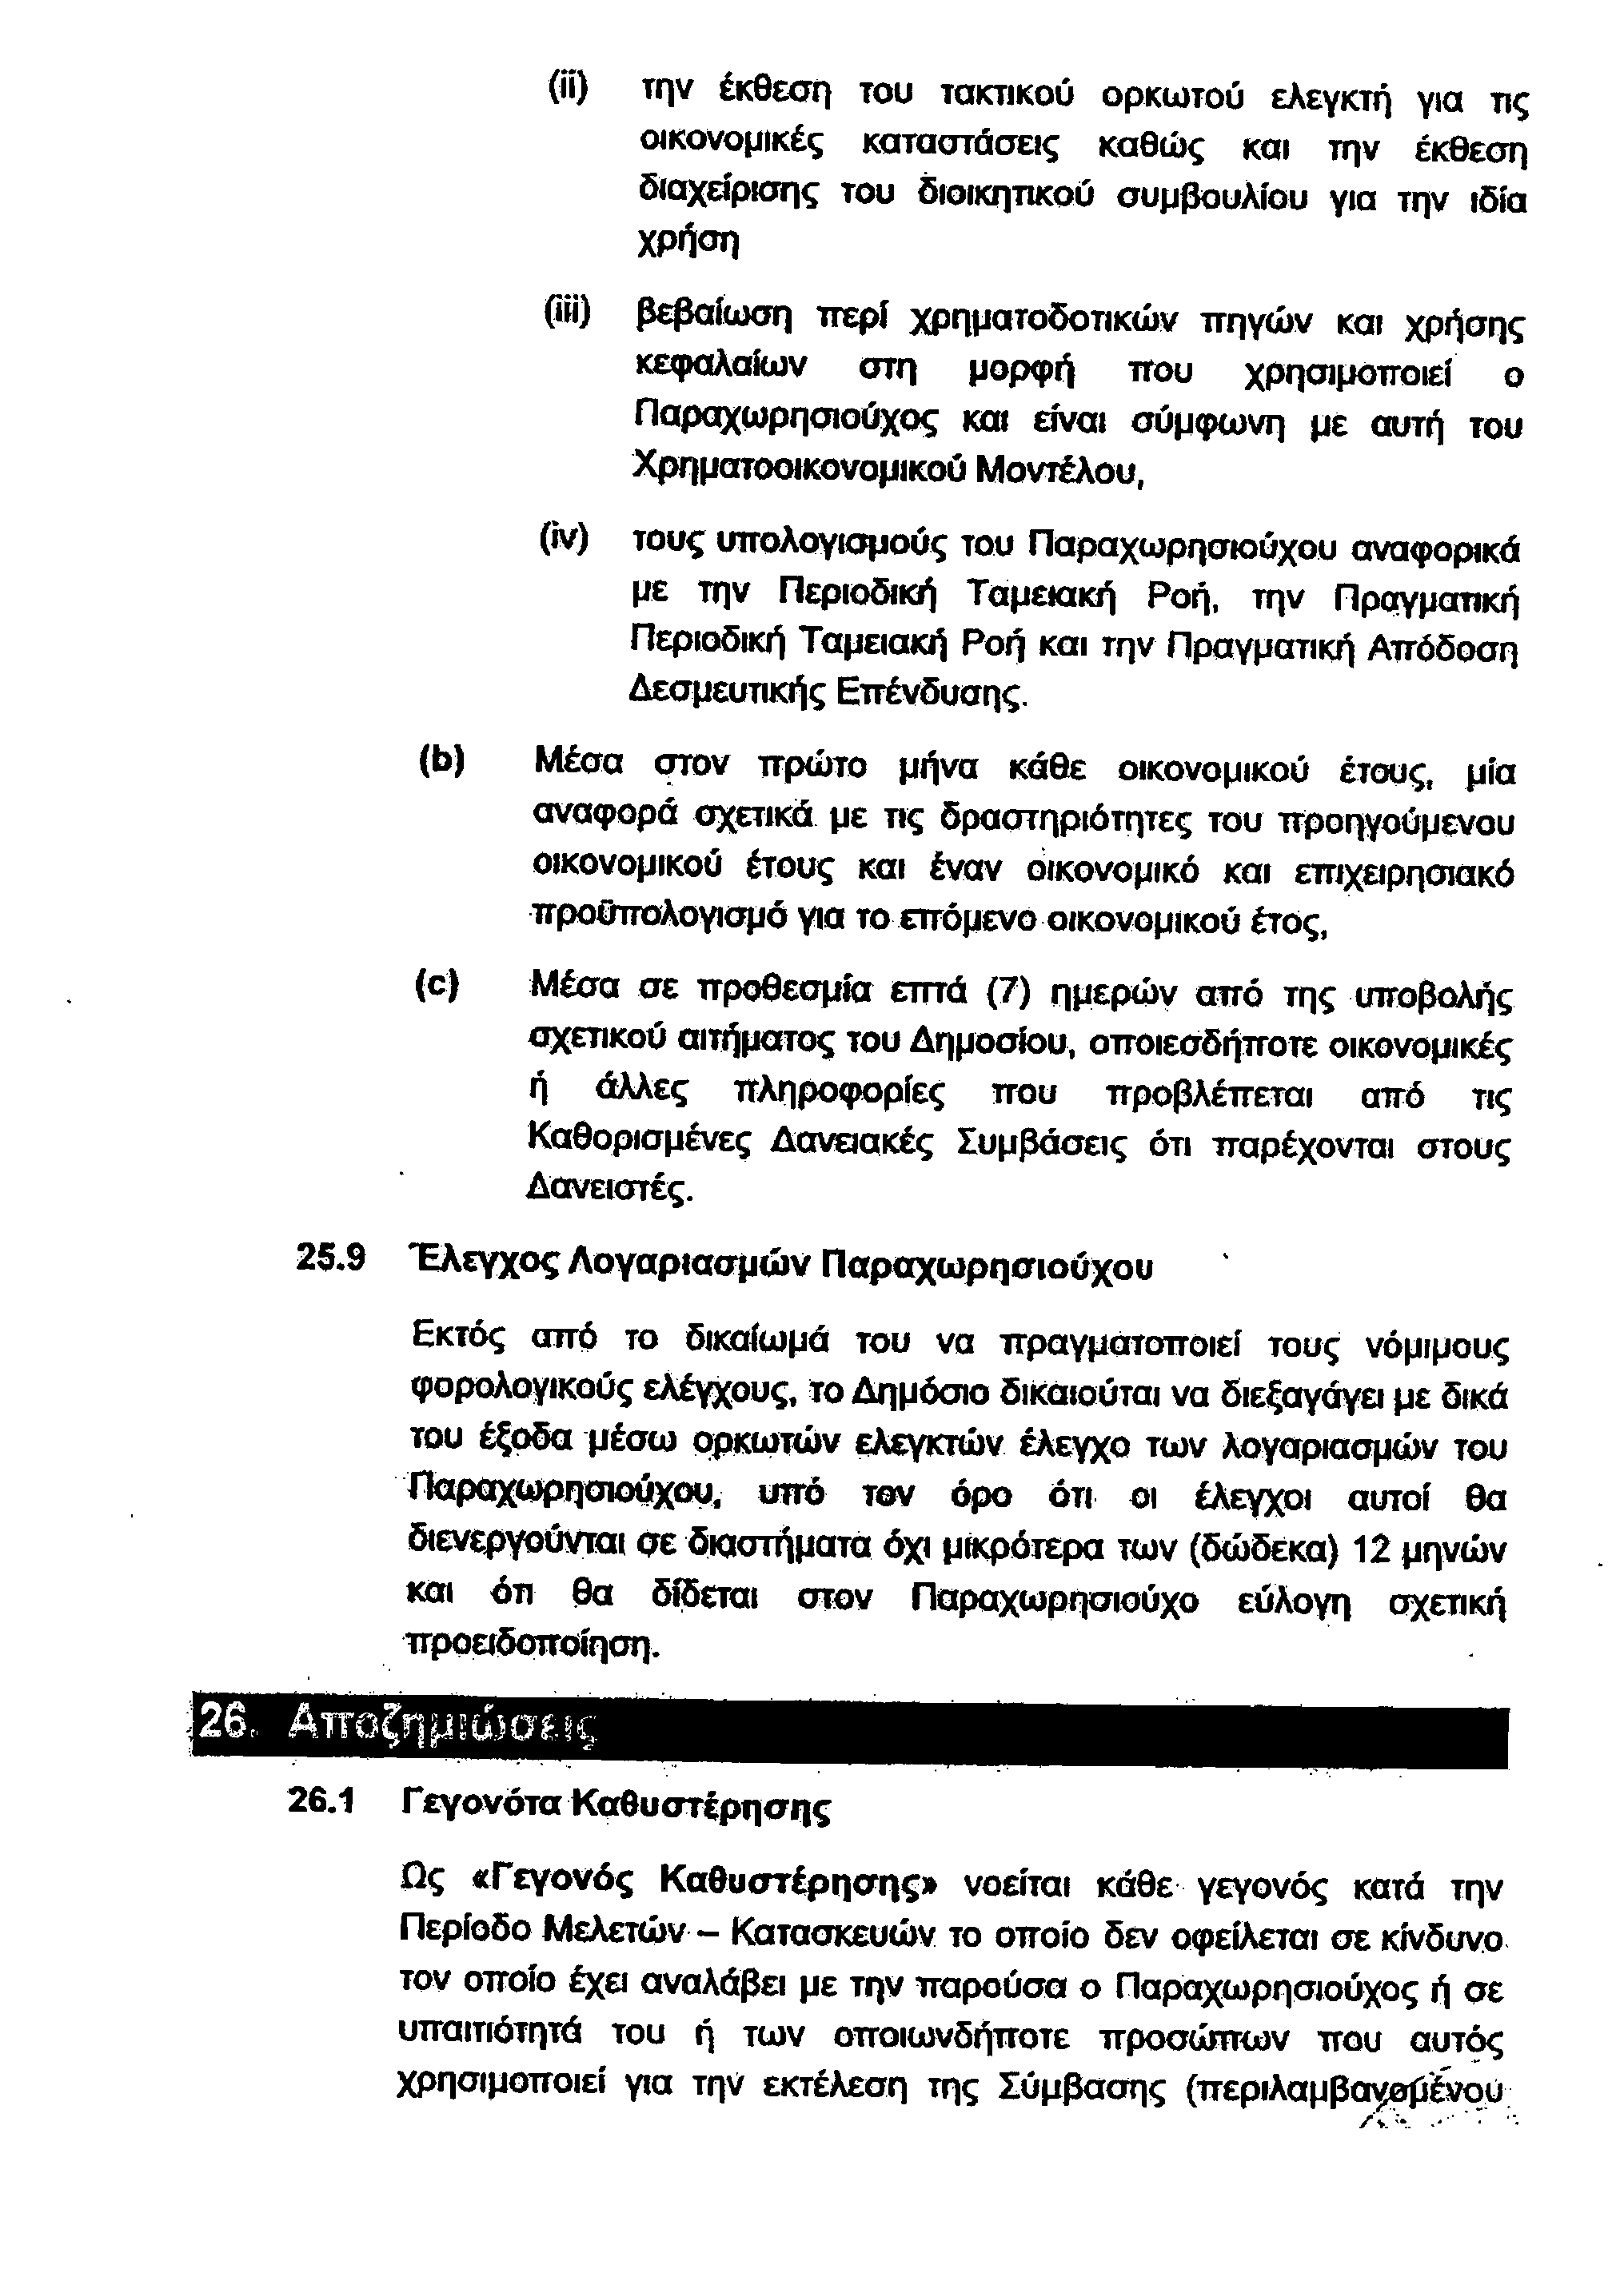 (ii) την έκθεση του τακτικού ορκωτού ελεγκτή για τις
οικονομικές καταστάσεις καθώς και την έκθεση
διαχείρισης του διοικητικού συμβουλίου για την ιδία
χρήση
(iii) βεβαίωση περί χρηματοδοτικών πηγών και χρήσης
κεφαλαίων στη μορφή που χρησιμοποιεί ο
Παραχωρησιούχος και είναι σύμφωνη με αυτή του
Χρηματοοικονομικού Μοντέλου,
(iv) τους υπολογισμούς του Παραχωρησιούχου αναφορικά
με την Περιοδική Ταμειακή Ροή, την Πραγματική
Περιοδική Ταμειακή Ροή και την Πραγματική Απόδοση
Δεσμευτικής Επένδυσης.
(b) Μέσα στον πρώτο μήνα κάθε οικονομικού έτους, μία
αναφορά σχετικά με τις δραστηριότητες του προηγούμενου
οικονομικού έτους και έναν οικονομικό και επιχειρησιακό
προϋπολογισμό για το επόμενο οικονομικού έτος,
(c) Μέσα σε προθεσμία επτά (7) ημερών από της υποβολής
σχετικού αιτήματος του Δημοσίου, οποιεσδήποτε οικονομικές
ή άλλες πληροφορίες που προβλέπεται από τις
Καθορισμένες Δανειακές Συμβάσεις ότι παρέχονται στους
Δανειστές.
25.9 Έλεγχος Λογαριασμών Παραχωρησιούχου
Εκτός από το δικαίωμά του να πραγματοποιεί τους νόμιμους
φορολογικούς ελέγχους, το Δημόσιο δικαιούται να διεξαγάγει με δικά
του έξοδα μέσω ορκωτών ελεγκτών έλεγχο των λογαριασμών του
Παραχωρησιούχου, υπό τον όρο ότι οι έλεγχοι αυτοί θα
διενεργούνται σε διαστήματα όχι μικρότερα των (δώδεκα) 12 μηνών
και ότι θα δίδεται στον Παραχωρησιούχο εύλογη σχετική
προειδοποίηση.
26. Αποζημιώσεις
26.1 Γεγονότα Καθυστέρησης
Ως «Γεγονός Καθυστέρησης» νοείται κάθε γεγονός κατά την
Περίοδο Μελετών – Κατασκευών το οποίο δεν οφείλεται σε κίνδυνο
τον οποίο έχει αναλάβει με την παρούσα ο Παραχωρησιούχος ή σε
υπαιτιότητά του ή των οποιωνδήποτε προσώπων που αυτός
χρησιμοποιεί για την εκτέλεση της Σύμβασης (περιλαμβανομένου